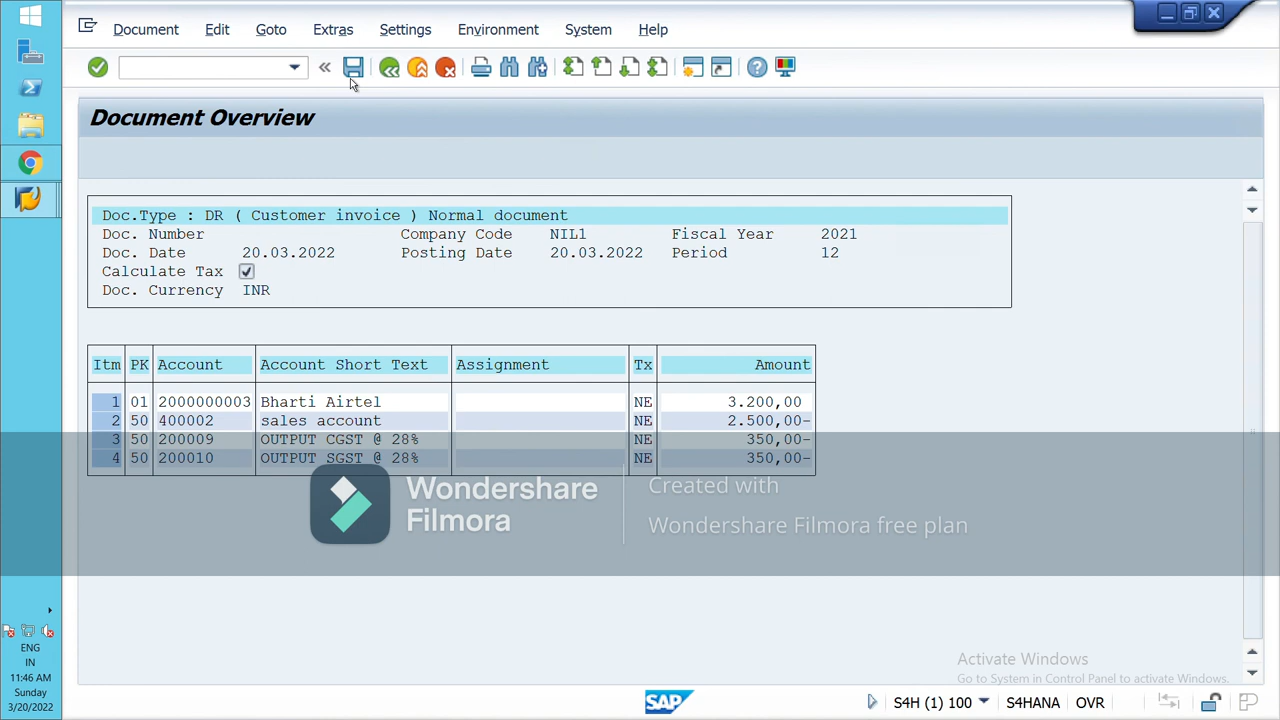 Document Edit Goto Extras Settings Environment System Help
Document Overview
Doc.Type : DR ( Customer invoice ) Normal document
Doc. Number Company Code NIL1 Fiscal Year 2021
Doc. Date 20.03.2022 Posting Date 20.03.2022 Period 12
Calculate Tax
Doc. Currency INR
Itm PK Account Account Short Text Assignment Tx Amount
1 01 2000000003 Bharti Airtel NE 3.200,00
2 50 400002 sales account NE 2.500,00-
3 50 200009 OUTPUT CGST @ 28% NE 350,00-
4 50 200010 OUTPUT SGST @ 28% NE 350,00-
Wondershare Filmora
Created with
Wondershare Filmora free plan
ENG
IN
11:46 AM
Sunday
3/20/2022
Activate Windows
Go to System in Control Panel to activate Windows.
SAP S4H (1) 100 S4HANA OVR